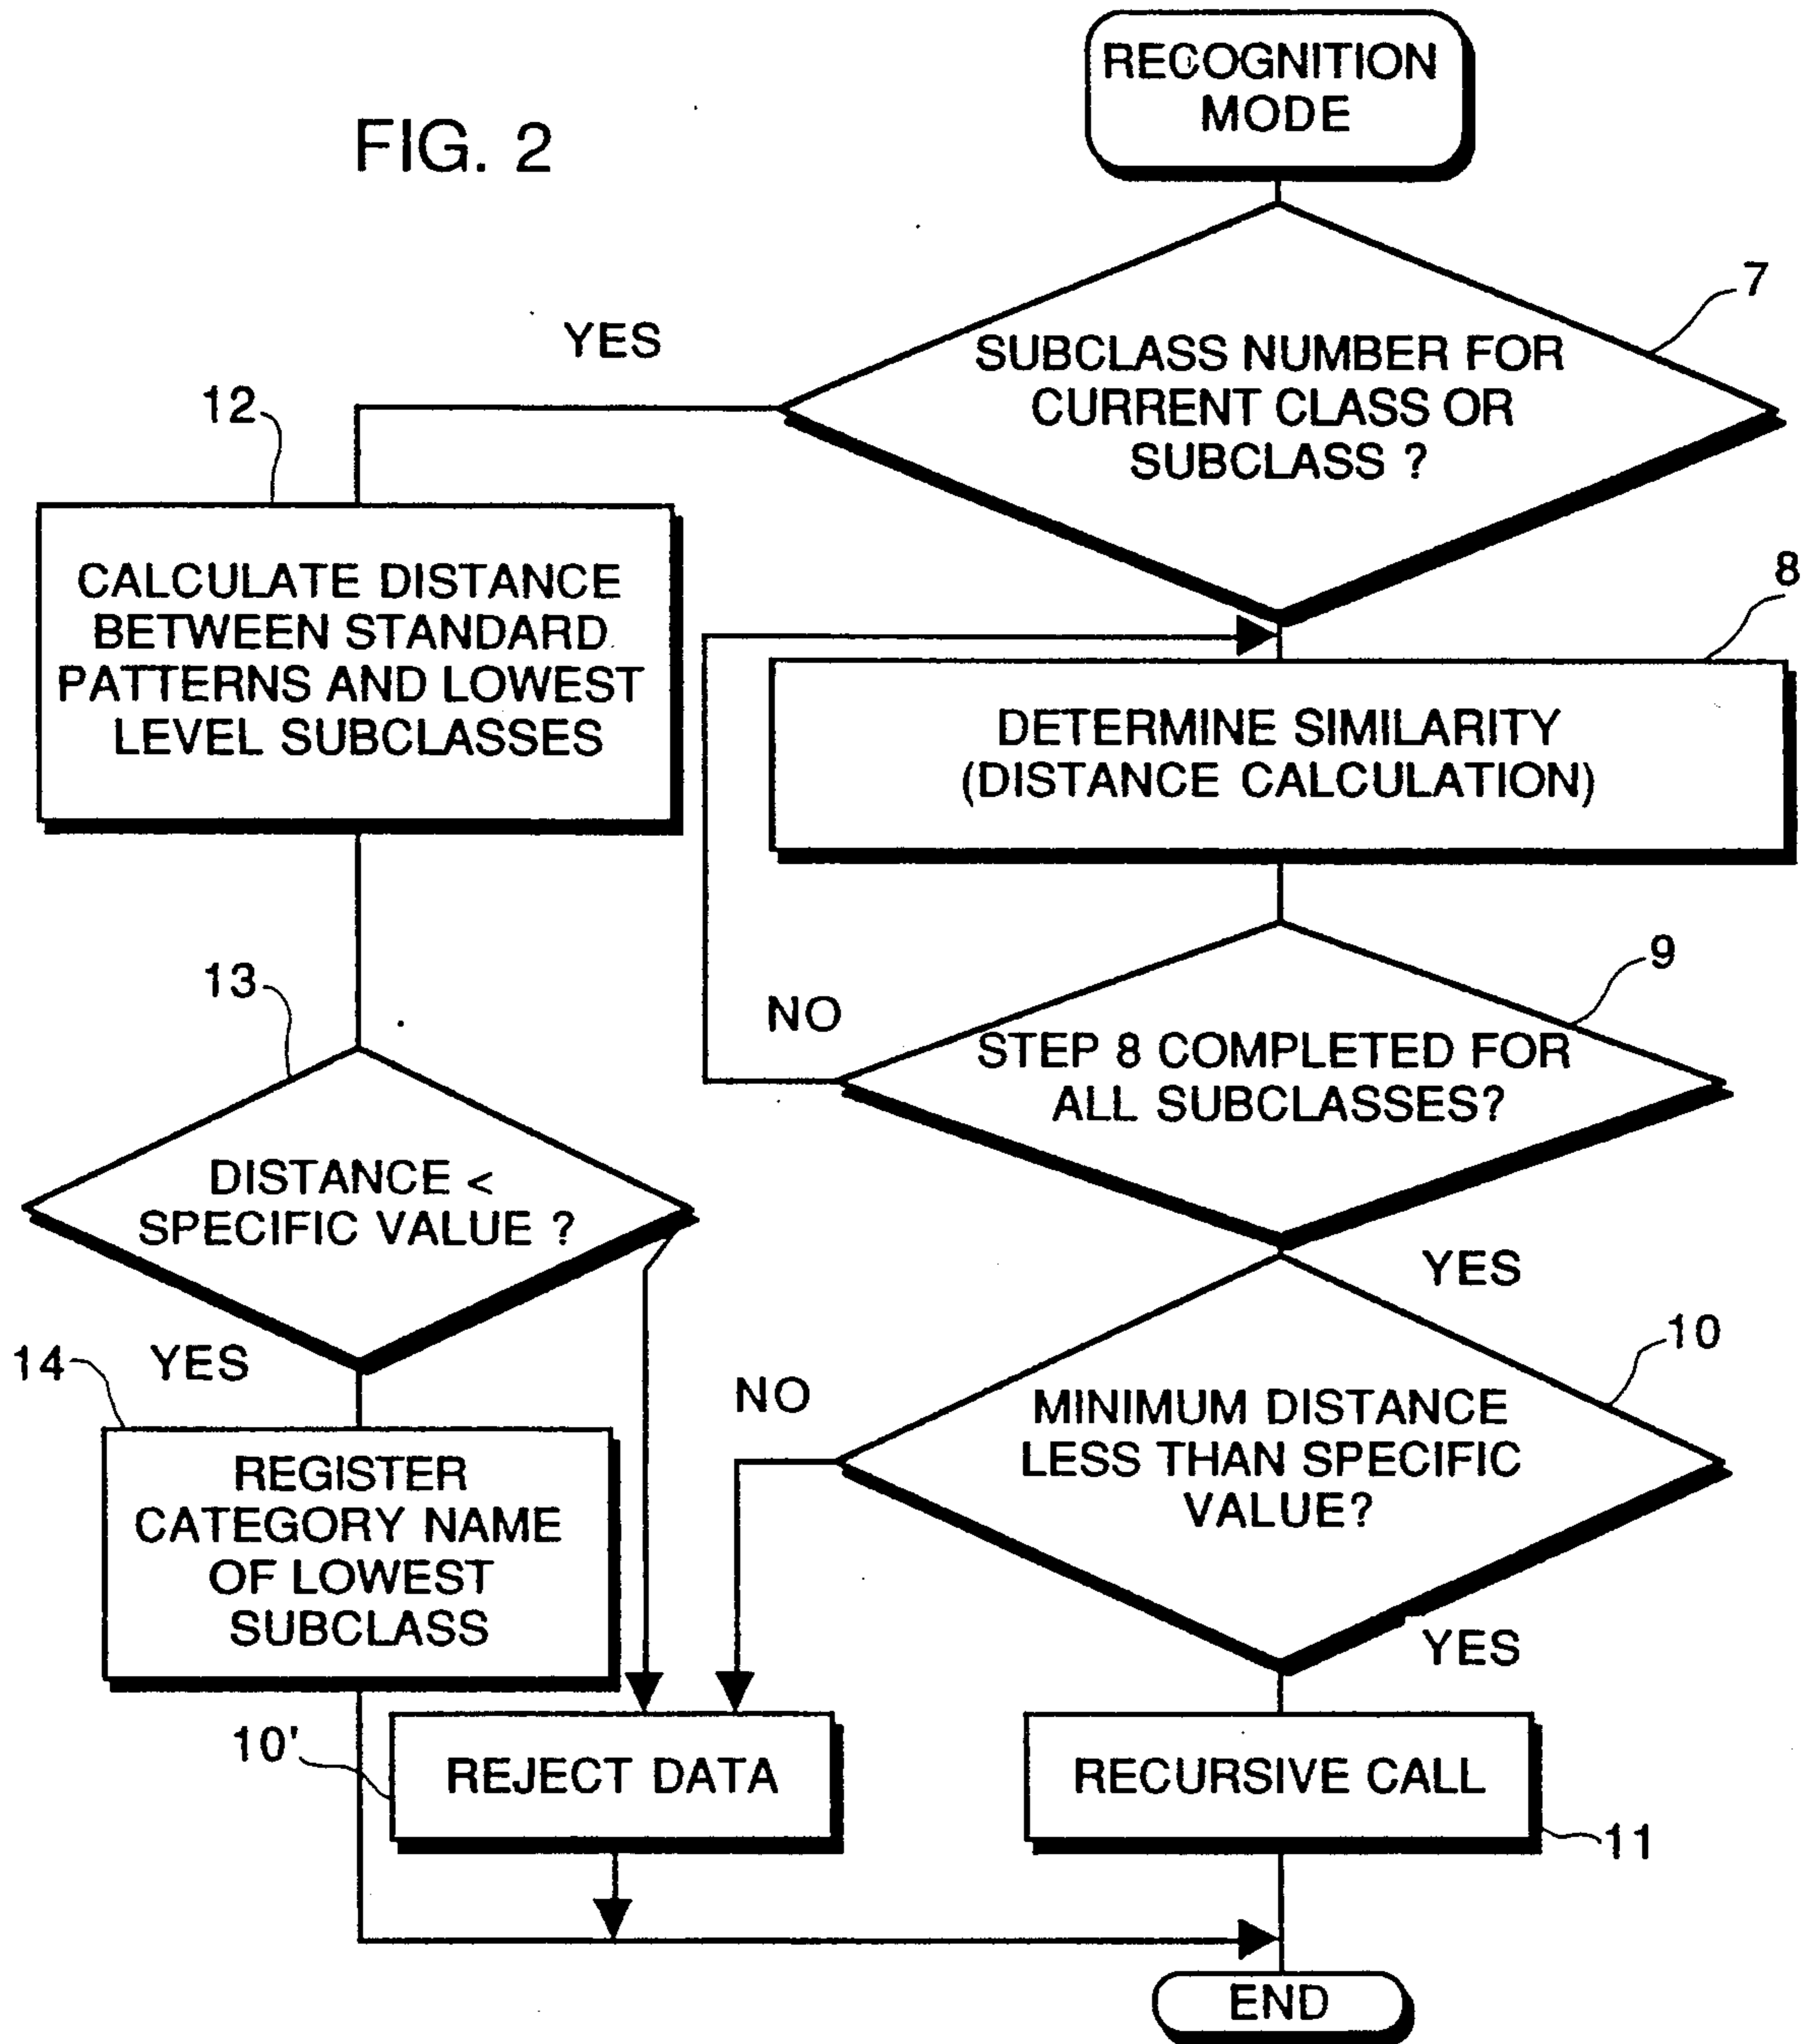 FIG. 2
RECOGNITION
MODE
7
SUBCLASS NUMBER FOR
CURRENT CLASS OR
SUBCLASS ?
YES
12
CALCULATE DISTANCE
BETWEEN STANDARD
PATTERNS AND LOWEST
LEVEL SUBCLASSES
8
DETERMINE SIMILARITY
(DISTANCE CALCULATION)
9
NO
STEP 8 COMPLETED FOR
ALL SUBCLASSES?
YES
13
DISTANCE <
SPECIFIC VALUE ?
YES
14
REGISTER
CATEGORY NAME
OF LOWEST
SUBCLASS
10
NO
MINIMUM DISTANCE
LESS THAN SPECIFIC
VALUE?
YES
10'
REJECT DATA
RECURSIVE CALL
11
END